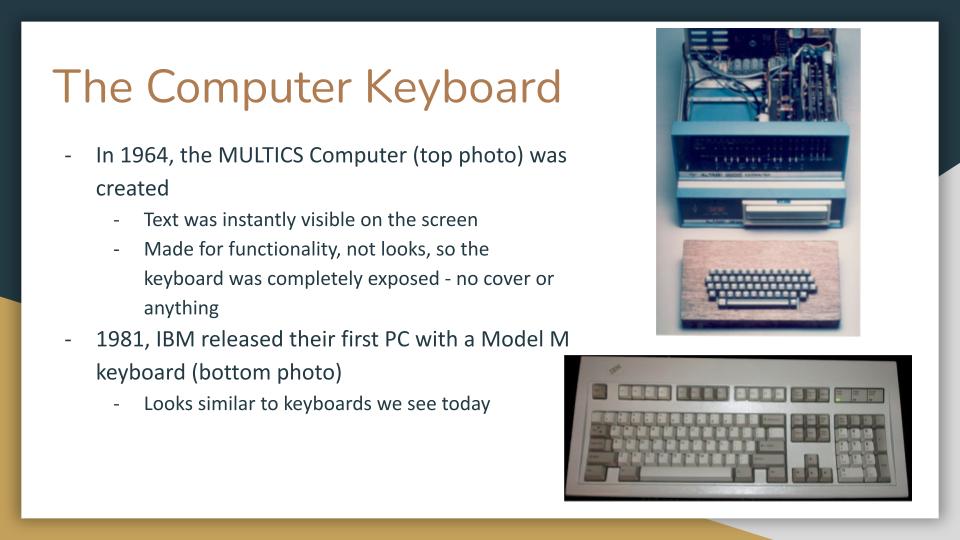 The Computer Keyboard
- In 1964, the MULTICS Computer (top photo) was
created
- Text was instantly visible on the screen
- Made for functionality, not looks, so the
keyboard was completely exposed - no cover or
anything
- 1981, IBM released their first PC with a Model M
keyboard (bottom photo)
- Looks similar to keyboards we see today
IBM